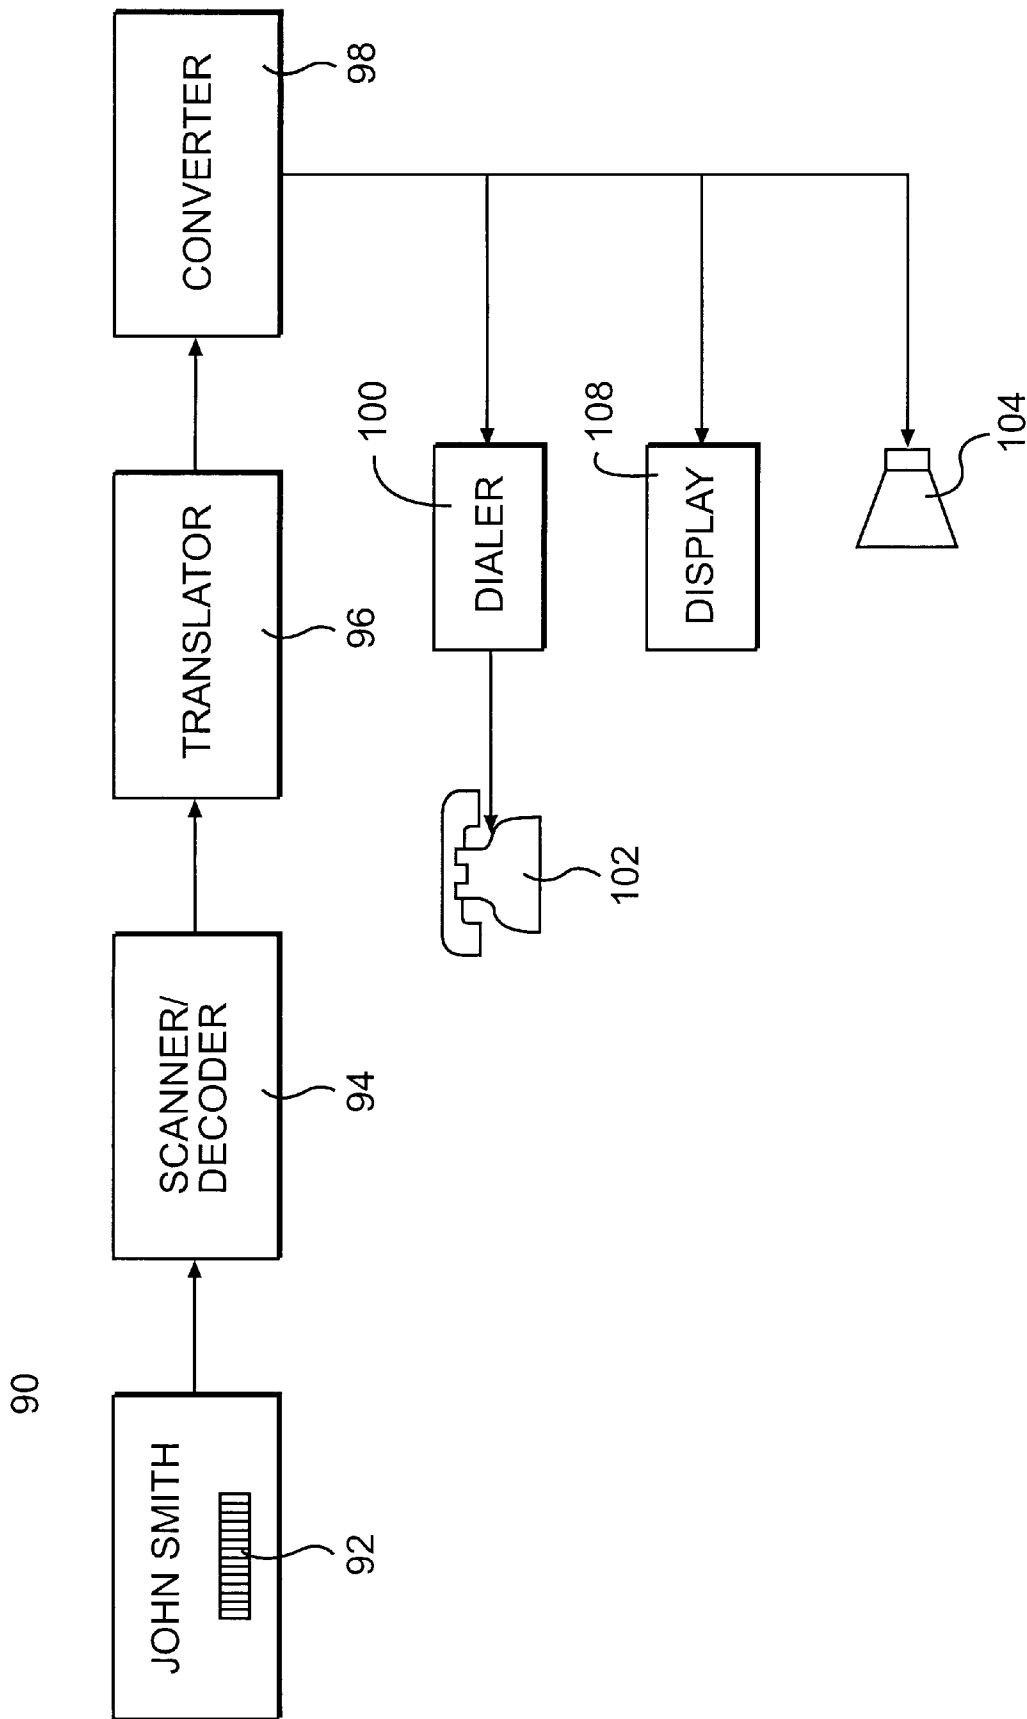 90
JOHN SMITH
92
SCANNER/
DECODER
94
TRANSLATOR
96
CONVERTER
98
DIALER
100
102
DISPLAY
108
104